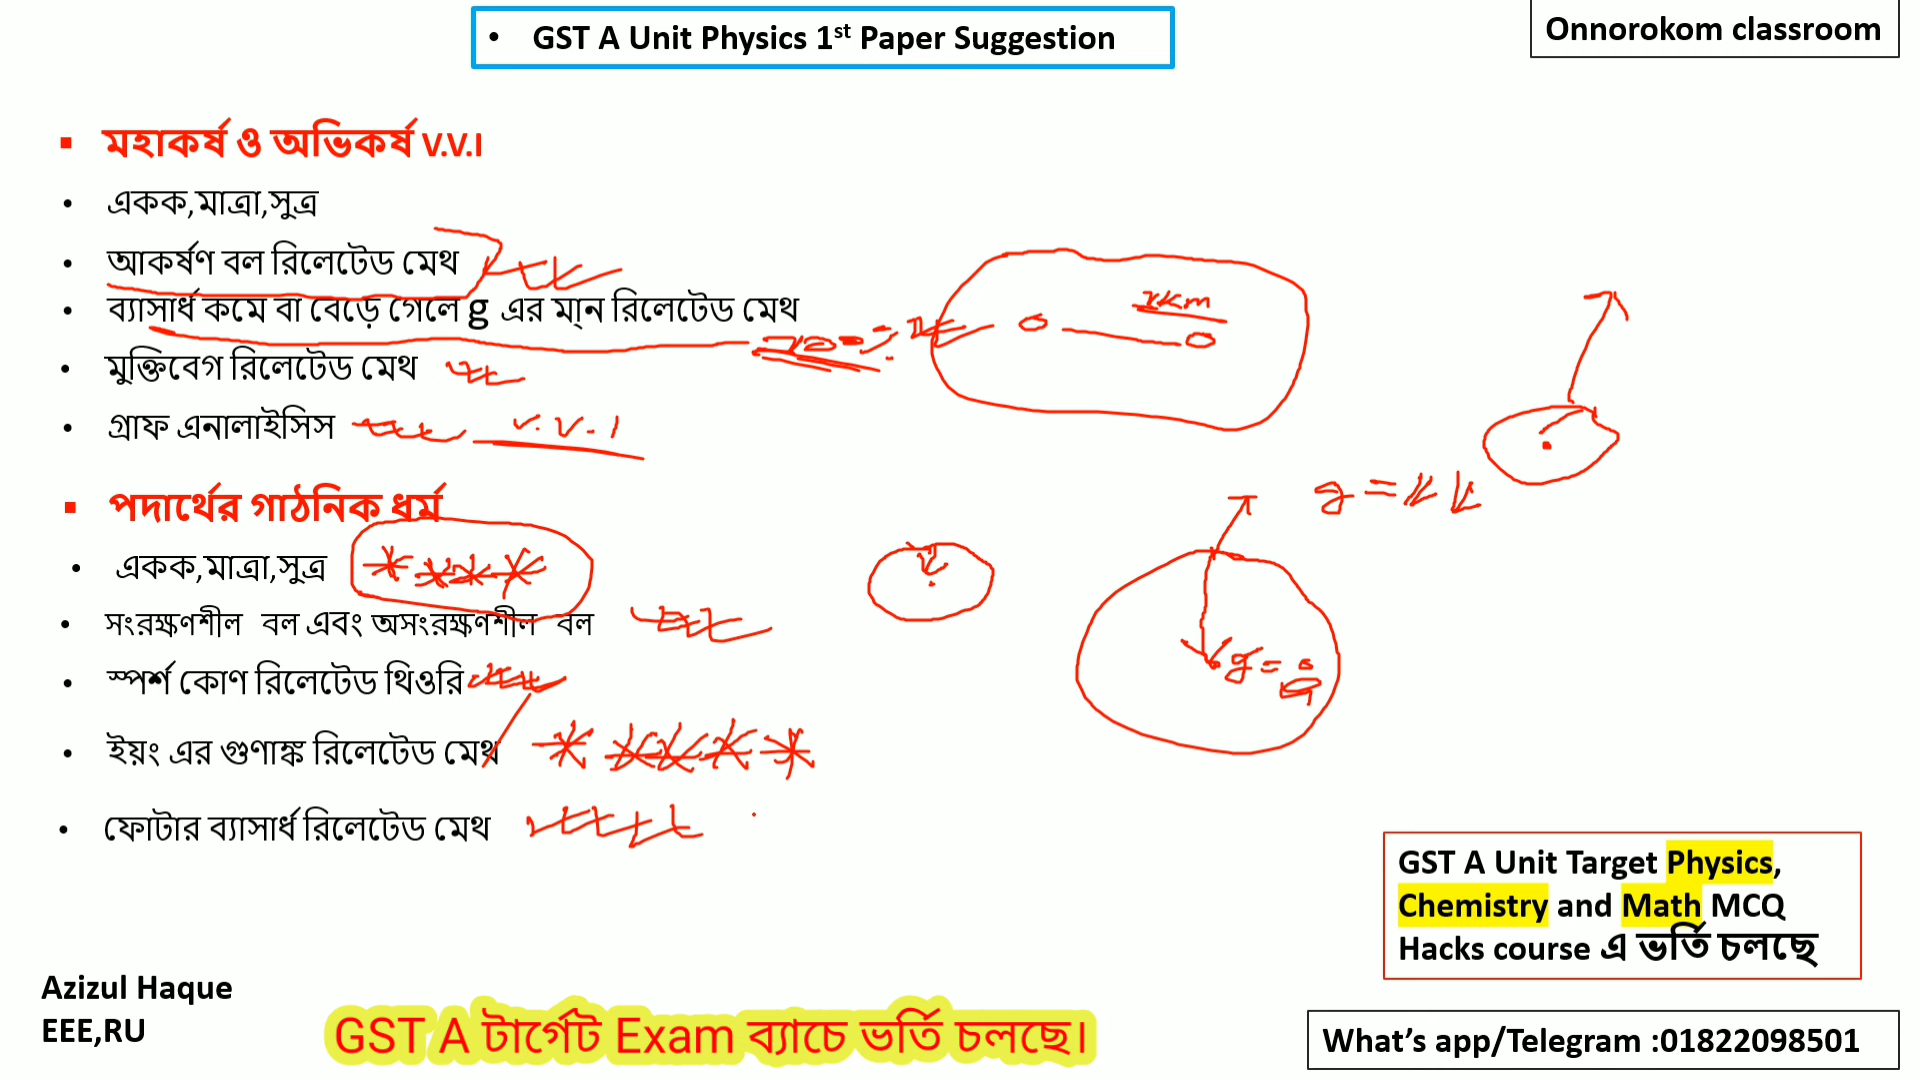 • GST A Unit Physics 1st Paper Suggestion
Onnorokom classroom
▪ মহাকর্ষ ও অভিকর্ষ V.V.I
• একক,মাত্রা,সুত্র
• আকর্ষণ বল রিলেটেড মেথ
• ব্যাসার্ধ কমে বা বেড়ে গেলে g এর মান রিলেটেড মেথ
• মুক্তিবেগ রিলেটেড মেথ
• গ্রাফ এনালাইসিস V.V.I
▪ পদার্থের গাঠনিক ধর্ম
• একক,মাত্রা,সুত্র
• সংরক্ষণশীল বল এবং অসংরক্ষণশীল বল
• স্পর্শ কোণ রিলেটেড থিওরি
• ইয়ং এর গুণাঙ্ক রিলেটেড মেথ
• ফোটার ব্যাসার্ধ রিলেটেড মেথ
g =
g =
GST A Unit Target Physics,
Chemistry and Math MCQ
Hacks course এ ভর্তি চলছে
Azizul Haque
EEE,RU
GST A টার্গেট Exam ব্যাচে ভর্তি চলছে।
What’s app/Telegram :01822098501